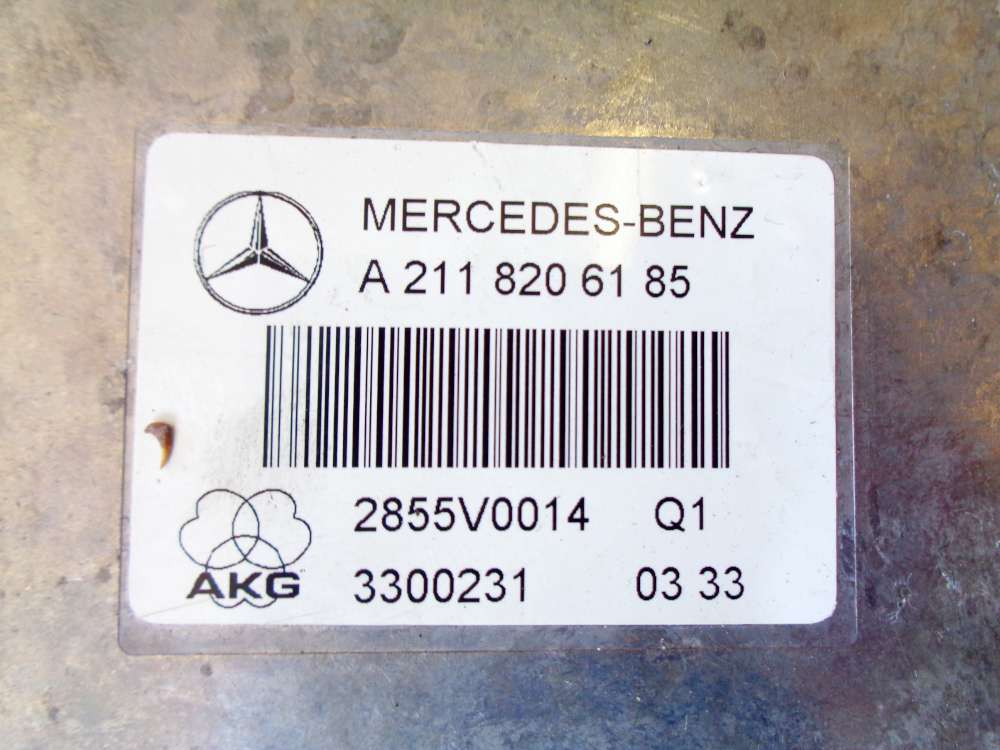 MERCEDES-BENZ
A 211 820 61 85
2855V0014 Q1
AKG 3300231 03 33